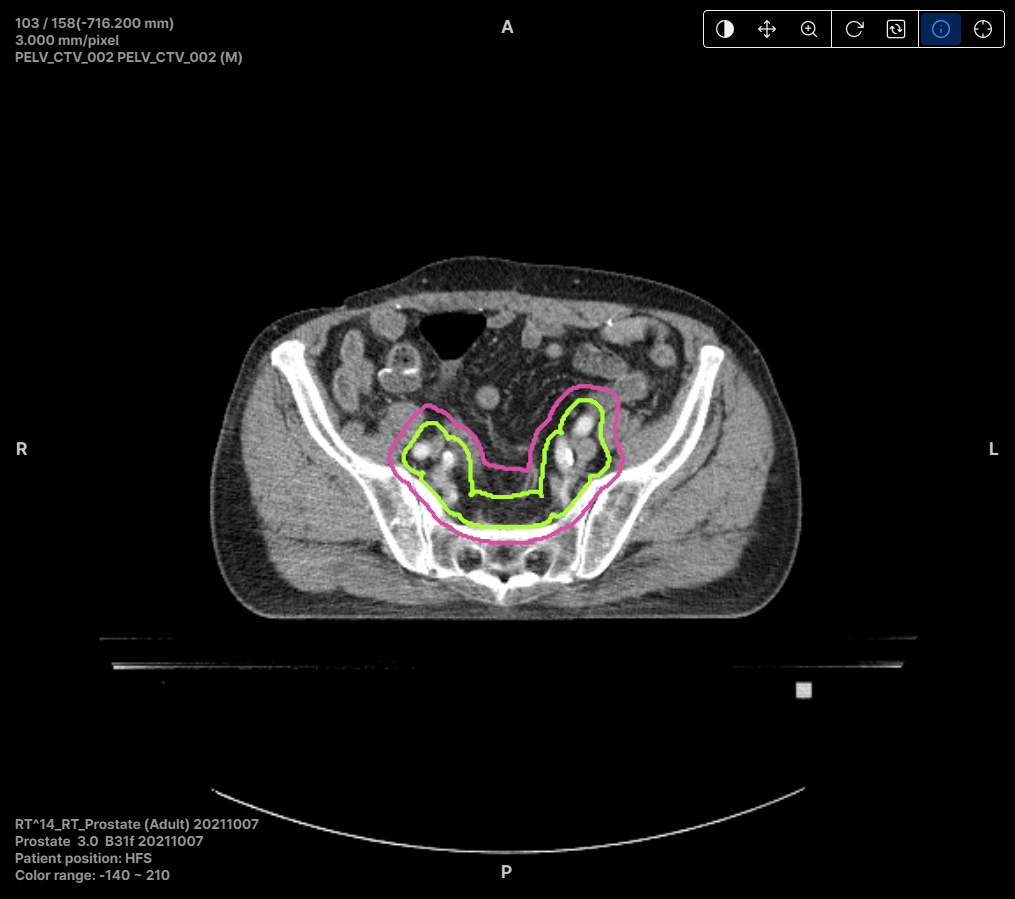 103 / 158(-716.200 mm)
3.000 mm/pixel
PELV_CTV_002 PELV_CTV_002 (M)
A
R
L
RT^14_RT_Prostate (Adult) 20211007
Prostate  3.0  B31f 20211007
Patient position: HFS
Color range: -140 ~ 210
P